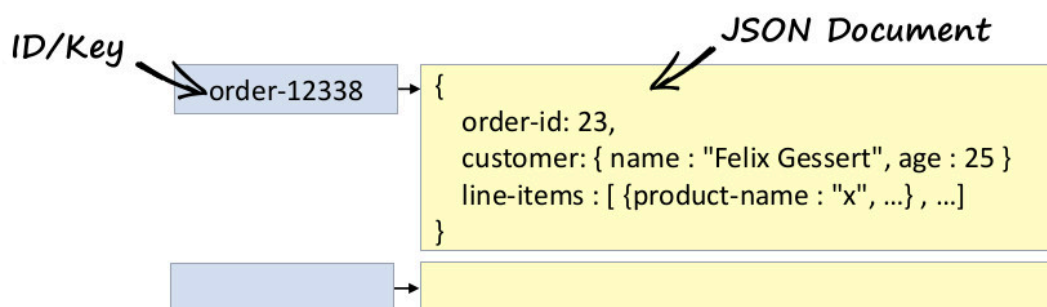 ID/Key
JSON Document
order-12338
{
order-id: 23,
customer: { name : "Felix Gessert", age : 25 }
line-items : [ {product-name : "x", …} , …]
}